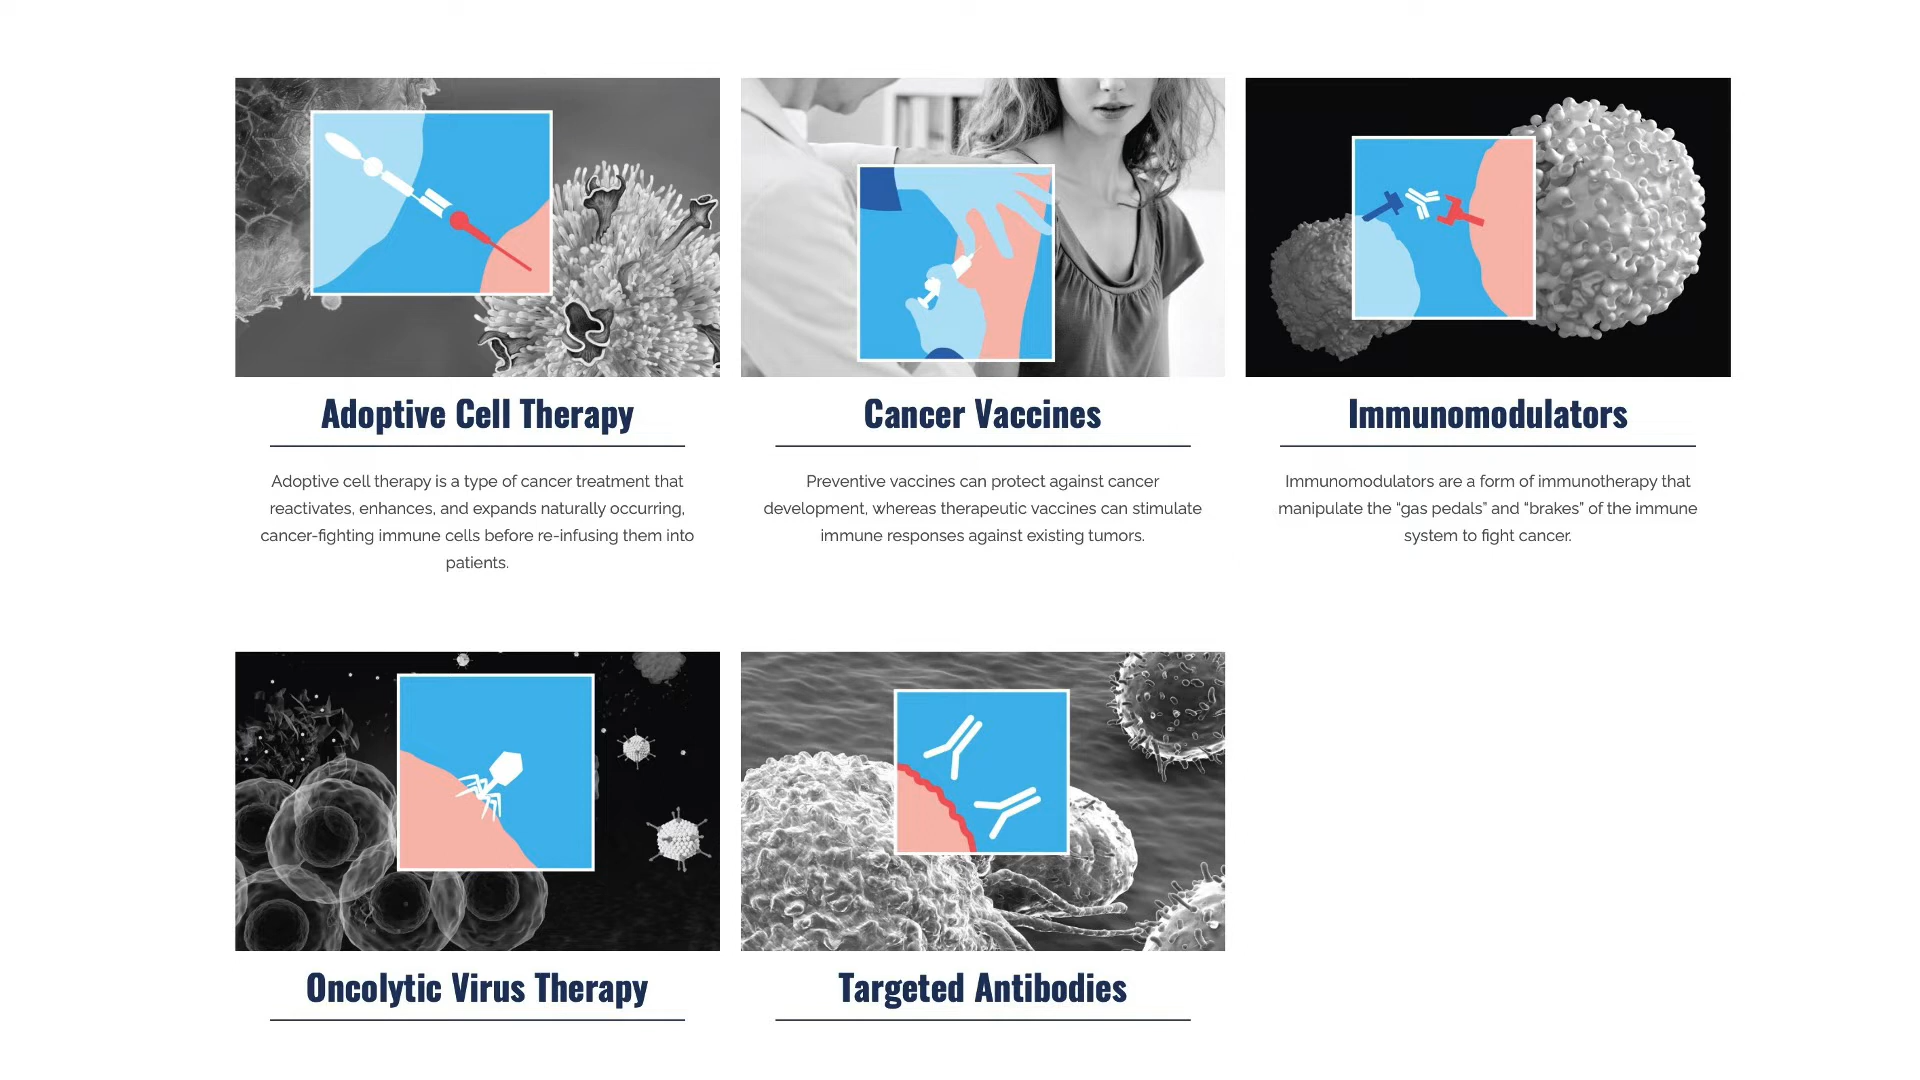 Adoptive Cell Therapy
Adoptive cell therapy is a type of cancer treatment that
reactivates, enhances, and expands naturally occurring,
cancer-fighting immune cells before re-infusing them into
patients.
Cancer Vaccines
Preventive vaccines can protect against cancer
development, whereas therapeutic vaccines can stimulate
immune responses against existing tumors.
Immunomodulators
Immunomodulators are a form of immunotherapy that
manipulate the “gas pedals” and “brakes” of the immune
system to fight cancer.
Oncolytic Virus Therapy
Targeted Antibodies